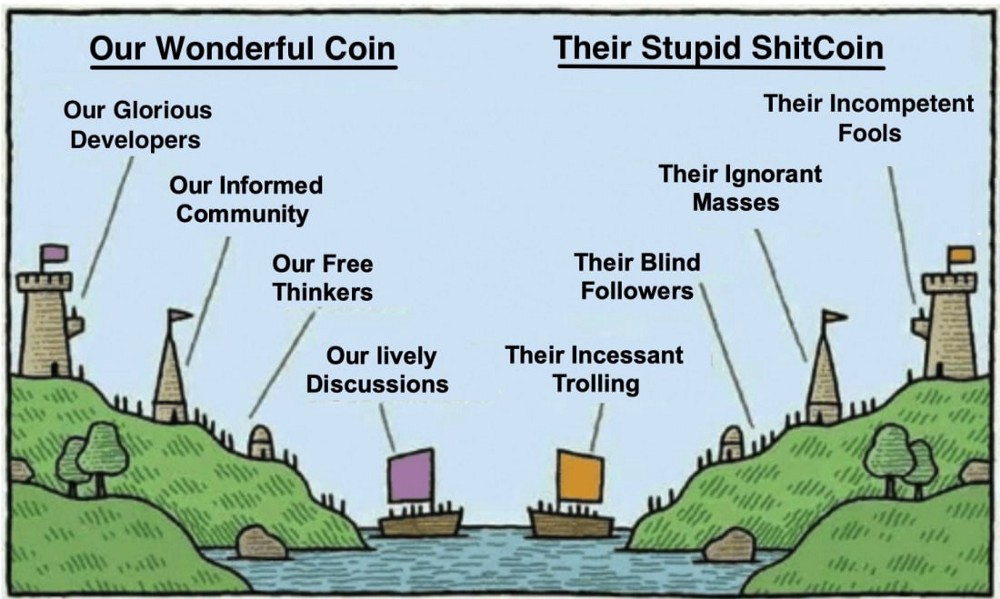 Our Wonderful Coin
Our Glorious
Developers
Our Informed
Community
Our Free
Thinkers
Our lively
Discussions
Their Stupid ShitCoin
Their Incompetent
Fools
Their Ignorant
Masses
Their Blind
Followers
Their Incessant
Trolling